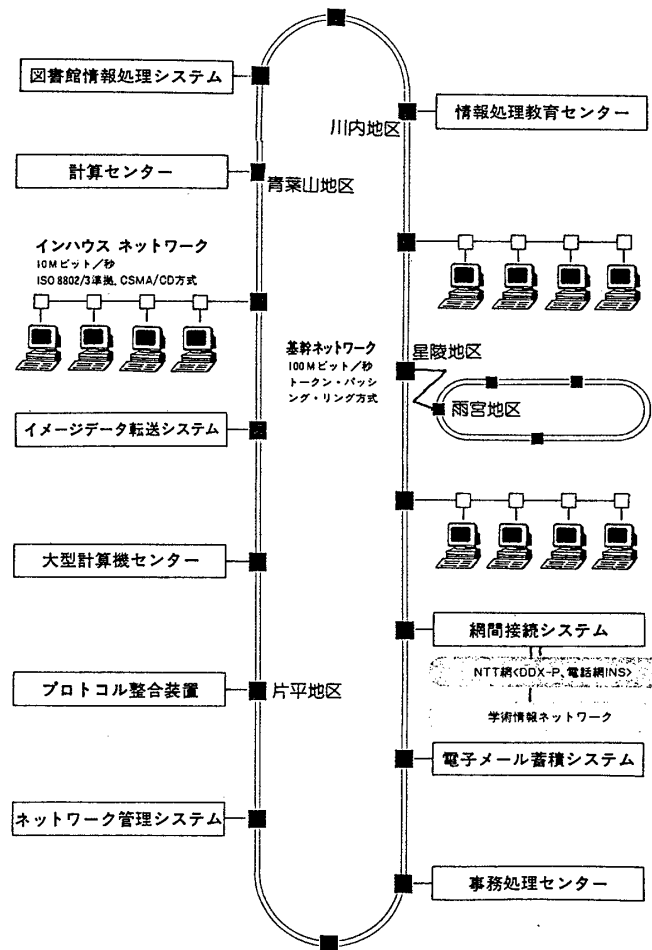 図書館情報処理システム
川内地区
情報処理教育センター
計算センター
青葉山地区
インハウス ネットワーク
10Mビット/秒
ISO 8802/3準拠, CSMA/CD方式
基幹ネットワーク
100Mビット/秒
トークン・パッシ
ング・リング方式
星陵地区
雨宮地区
イメージデータ転送システム
大型計算機センター
網間接続システム
NTT網<DDX-P、電話網INS>
学術情報ネットワーク
プロトコル整合装置
片平地区
電子メール蓄積システム
ネットワーク管理システム
事務処理センター